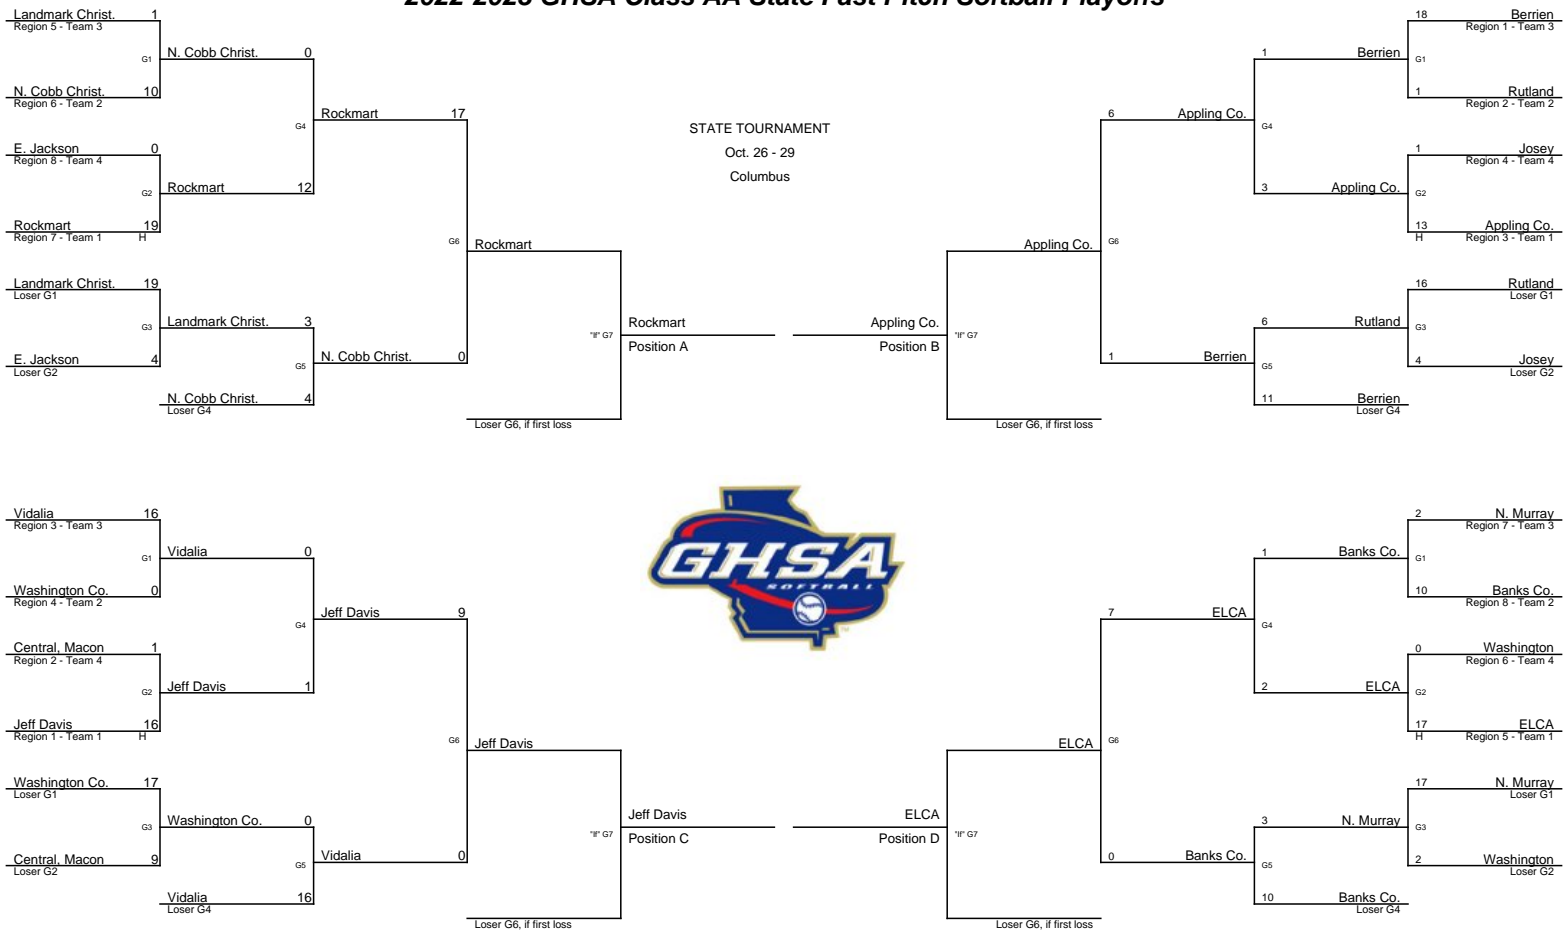 2022-2023 GHSA Class AA State Fast Pitch Softball Playoffs
Landmark Christ. 1
Region 5 - Team 3
G1
N. Cobb Christ. 0
N. Cobb Christ. 10
Region 6 - Team 2
G4
Rockmart 17
E. Jackson 0
Region 8 - Team 4
G2
Rockmart 12
Rockmart 19
Region 7 - Team 1 H
G6
Rockmart
Landmark Christ. 19
Loser G1
G3
Landmark Christ. 3
E. Jackson 4
Loser G2
G5
N. Cobb Christ. 0
N. Cobb Christ. 4
Loser G4
"If" G7
Rockmart
Position A
Loser G6, if first loss
STATE TOURNAMENT
Oct. 26 - 29
Columbus
18 Berrien
Region 1 - Team 3
1 Berrien
G1
1 Rutland
Region 2 - Team 2
6 Appling Co.
G4
1 Josey
Region 4 - Team 4
3 Appling Co.
G2
13 Appling Co.
H Region 3 - Team 1
Appling Co.
G6
16 Rutland
Loser G1
6 Rutland
G3
4 Josey
Loser G2
1 Berrien
G5
11 Berrien
Loser G4
Appling Co.
Position B
"If" G7
Loser G6, if first loss
GHSA
SOFTBALL
Vidalia 16
Region 3 - Team 3
G1
Vidalia 0
Washington Co. 0
Region 4 - Team 2
G4
Jeff Davis 9
Central, Macon 1
Region 2 - Team 4
G2
Jeff Davis 1
Jeff Davis 16
Region 1 - Team 1 H
G6
Jeff Davis
Washington Co. 17
Loser G1
G3
Washington Co. 0
Central, Macon 9
Loser G2
G5
Vidalia 0
Vidalia 16
Loser G4
"If" G7
Jeff Davis
Position C
Loser G6, if first loss
2 N. Murray
Region 7 - Team 3
1 Banks Co.
G1
10 Banks Co.
Region 8 - Team 2
7 ELCA
G4
0 Washington
Region 6 - Team 4
2 ELCA
G2
17 ELCA
H Region 5 - Team 1
ELCA
G6
17 N. Murray
Loser G1
3 N. Murray
G3
2 Washington
Loser G2
0 Banks Co.
G5
10 Banks Co.
Loser G4
ELCA
Position D
"If" G7
Loser G6, if first loss